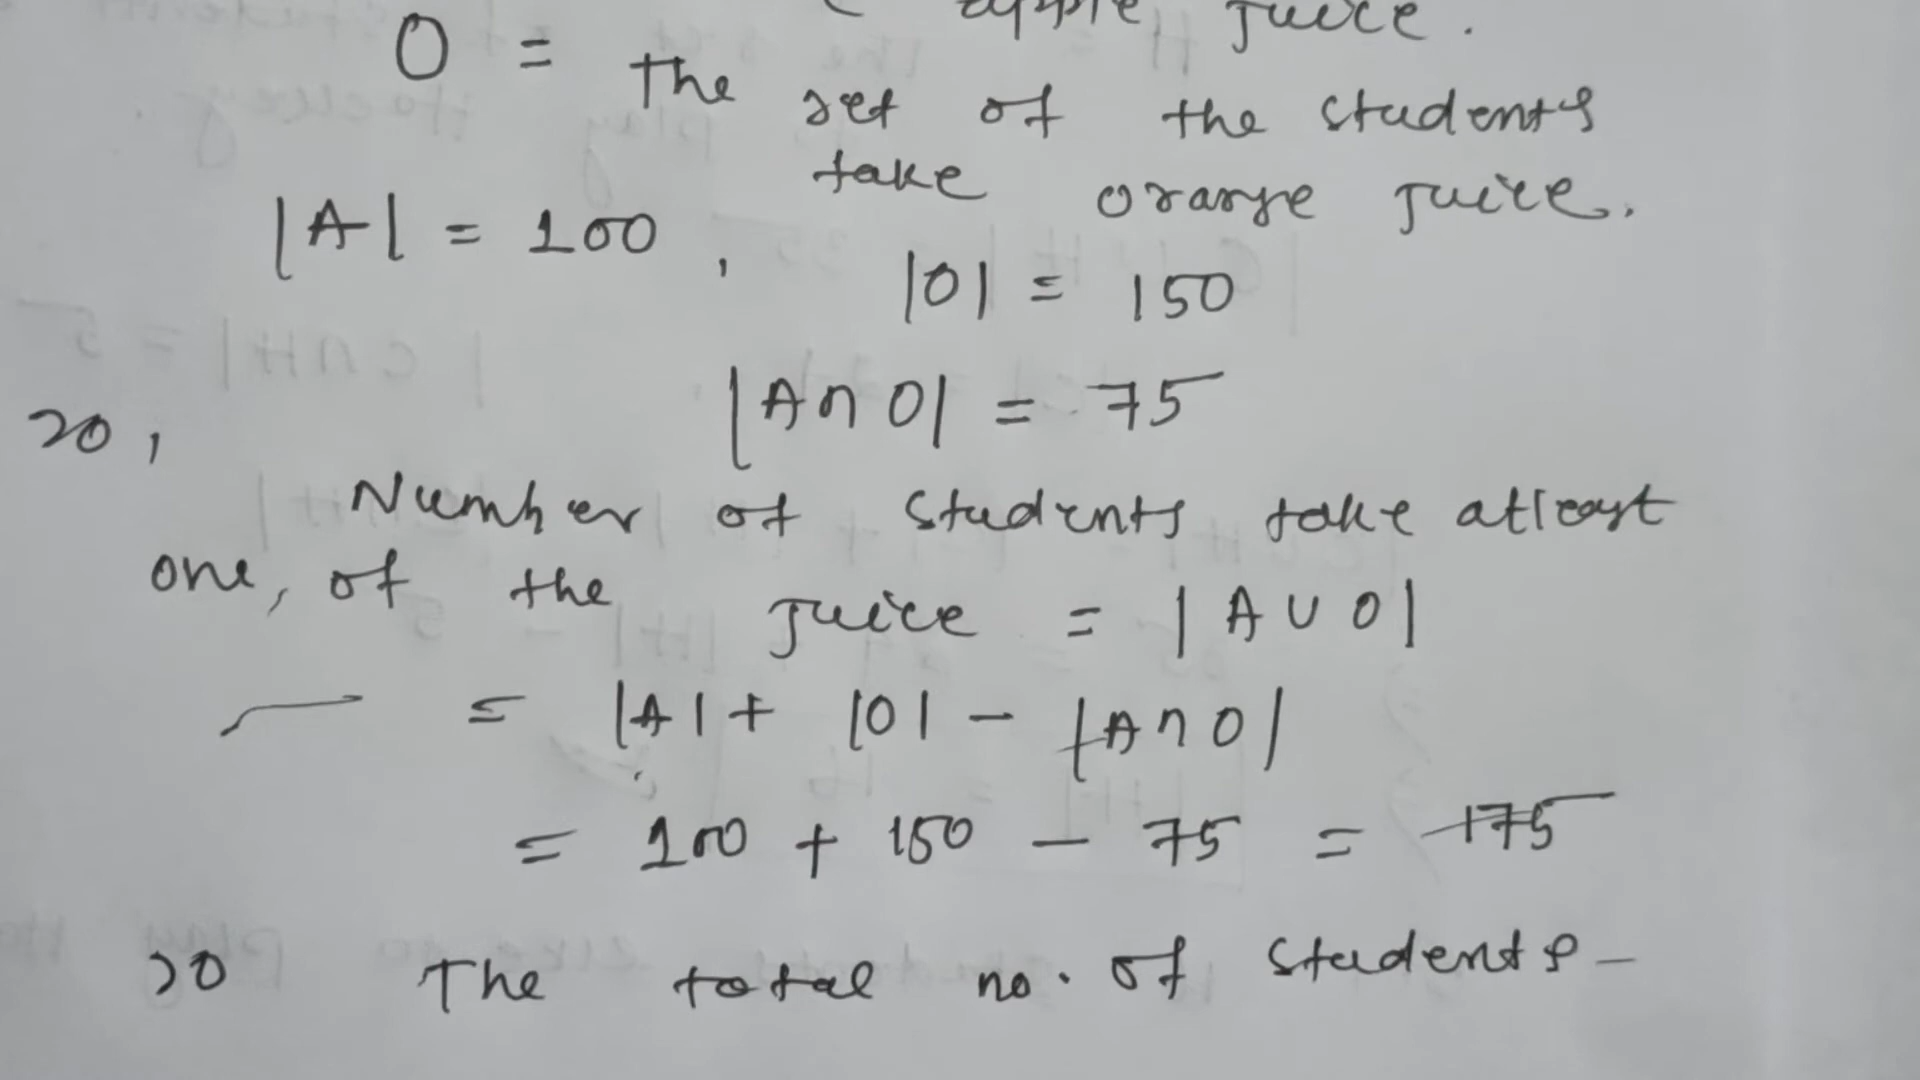 apple juice.
O = the set of the students
take orange juice.
|A| = 100, |O| = 150
|A∩O| = 75
so,
Number of students take atleast
one, of the juice = |A∪O|
= |A| + |O| - |A∩O|
= 100 + 150 - 75 = 175
so The total no. of students -